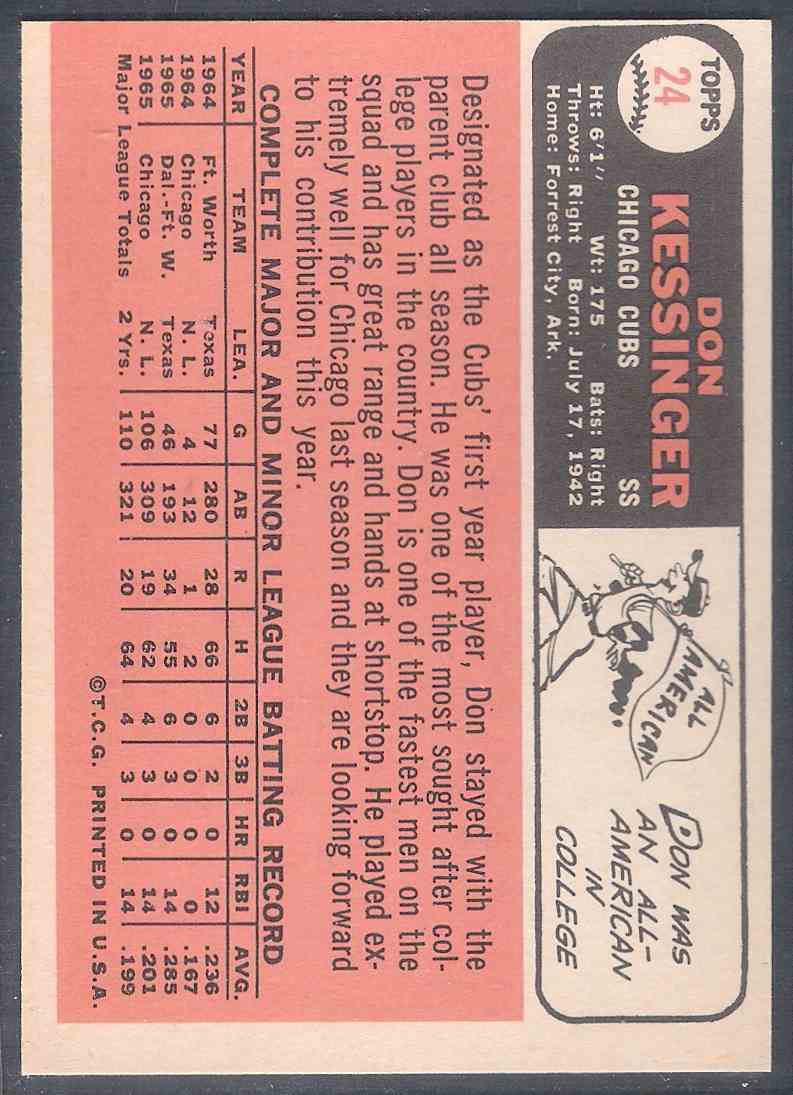 TOPPS
24
DON
KESSINGER
CHICAGO CUBS SS
Ht: 6'1" Wt: 175 Bats: Right
Throws: Right Born: July 17, 1942
Home: Forrest City, Ark.
ALL
AMERICAN
DON WAS
AN ALL-
AMERICAN
IN
COLLEGE
Designated as the Cubs' first year player, Don stayed with the
parent club all season. He was one of the most sought after col-
lege players in the country. Don is one of the fastest men on the
squad and has great range and hands at shortstop. He played ex-
tremely well for Chicago last season and they are looking forward
to his contribution this year.
COMPLETE MAJOR AND MINOR LEAGUE BATTING RECORD
YEAR TEAM LEA. G AB R H 2B 3B HR RBI AVG.
1964 Ft. Worth Texas 77 280 28 66 6 2 0 12 .236
1964 Chicago N. L. 4 12 1 2 0 0 0 0 .167
1965 Dal.-Ft. W. Texas 46 193 34 55 6 3 0 14 .285
1965 Chicago N. L. 106 309 19 62 4 3 0 14 .201
Major League Totals 2 Yrs. 110 321 20 64 4 3 0 14 .199
©T.C.G. PRINTED IN U.S.A.